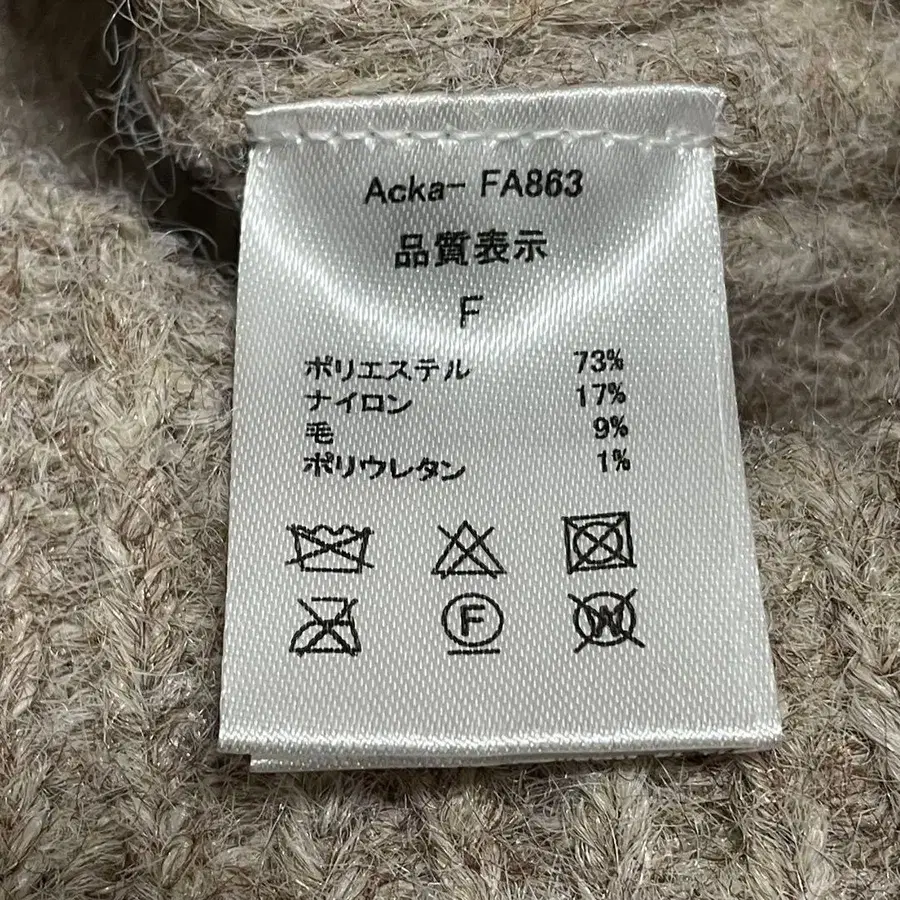 Acka- FA863
品質表示
F
ポリエステル 73%
ナイロン 17%
毛 9%
ポリウレタン 1%
F W